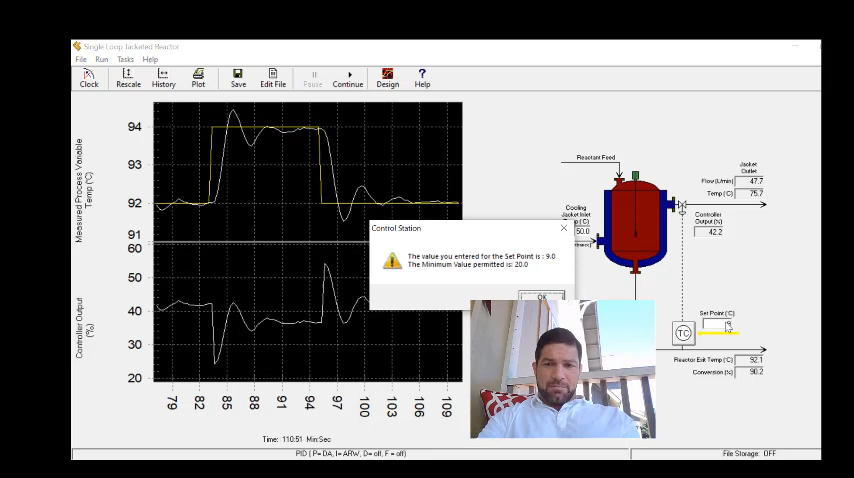 Single Loop Jacketed Reactor
File Run Tasks Help
Clock Rescale History Plot Save Edit File Pause Continue Design Help
Measured Process Variable
Temp (°C)
94
93
92
91
60
50
40
30
20
Controller Output
(%)
79 82 85 88 91 94 97 100 103 106 109
Time: 110:51 Min:Sec
Reactant Feed
Jacket
Outlet
Flow (L/min) 47.7
Temp (°C) 75.7
Cooling
Jacket Inlet
(°C) 50.0
Controller
Output (%)
42.2
Control Station
The value you entered for the Set Point is : 9.0
The Minimum Value permitted is: 20.0
OK
Set Point (°C)
TC
Reactor Exit Temp (°C) 92.1
Conversion (%) 90.2
PID ( P= DA, I= ARW, D= off, F = off)
File Storage: OFF